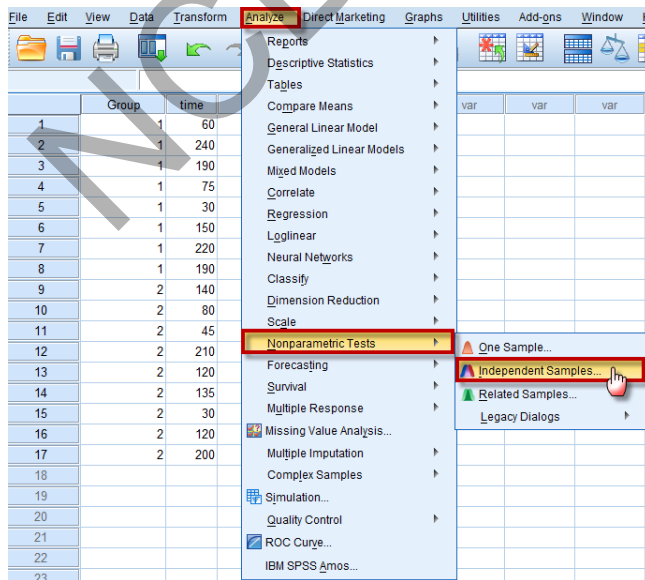 File Edit View Data Transform Analyze Direct Marketing Graphs Utilities Add-ons Window
Group time var var var
1 1 60
2 1 240
3 1 190
4 1 75
5 1 30
6 1 150
7 1 220
8 1 190
9 2 140
10 2 80
11 2 45
12 2 210
13 2 120
14 2 135
15 2 30
16 2 120
17 2 200
18
19
20
21
22
23
Reports
Descriptive Statistics
Tables
Compare Means
General Linear Model
Generalized Linear Models
Mixed Models
Correlate
Regression
Loglinear
Neural Networks
Classify
Dimension Reduction
Scale
Nonparametric Tests
Forecasting
Survival
Multiple Response
Missing Value Analysis...
Multiple Imputation
Complex Samples
Simulation...
Quality Control
ROC Curve...
IBM SPSS Amos...
One Sample...
Independent Samples...
Related Samples...
Legacy Dialogs